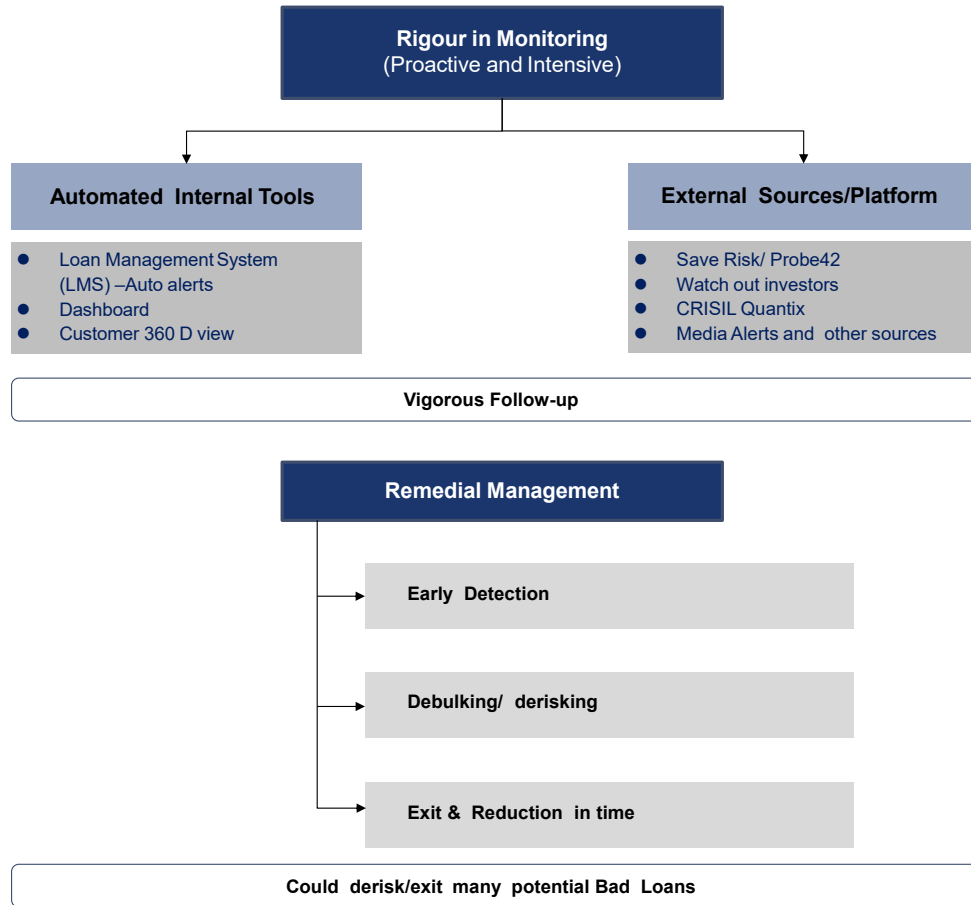 Rigour in Monitoring
(Proactive and Intensive)
Automated Internal Tools
Loan Management System
(LMS) –Auto alerts
Dashboard
Customer 360 D view
External Sources/Platform
Save Risk/ Probe42
Watch out investors
CRISIL Quantix
Media Alerts and other sources
Vigorous Follow-up
Remedial Management
Early Detection
Debulking/ derisking
Exit & Reduction in time
Could derisk/exit many potential Bad Loans